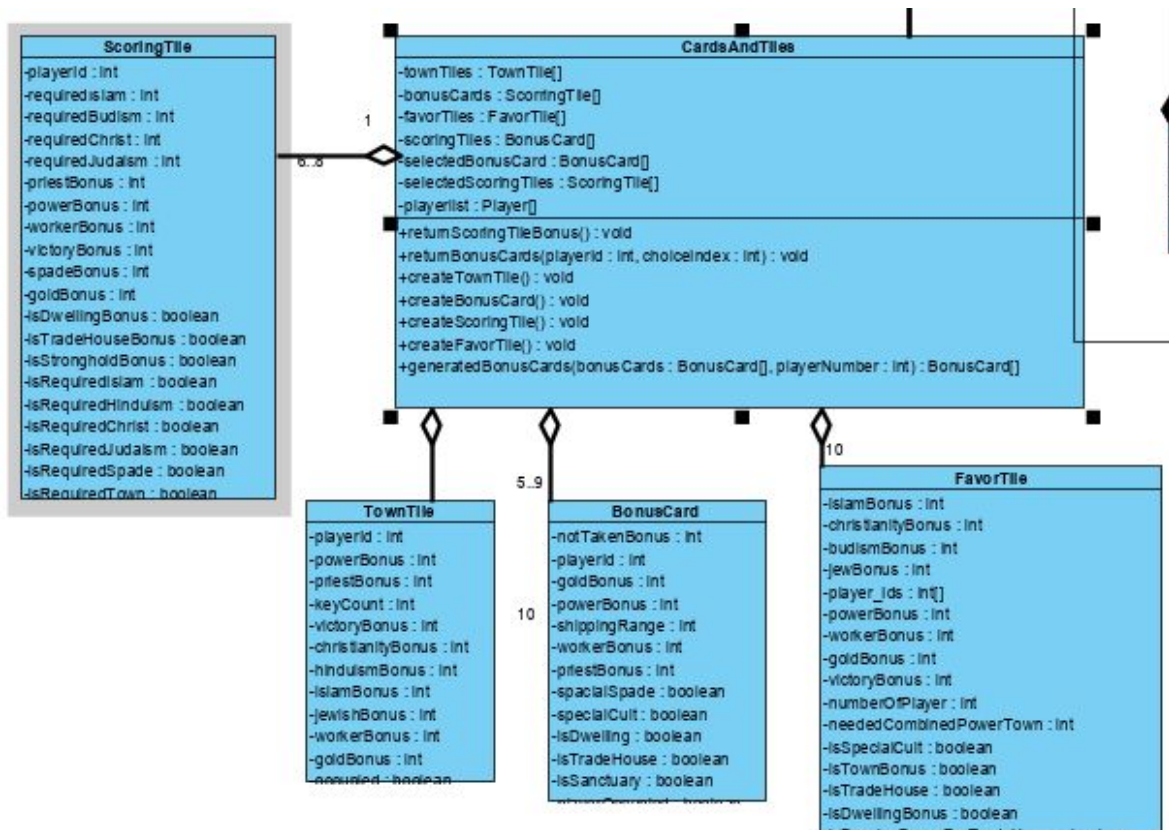 ScoringTile
-playerId : int
-requiredIslam : int
-requiredBudism : int
-requiredChrist : int
-requiredJudaism : int
-priestBonus : int
-powerBonus : int
-workerBonus : int
-victoryBonus : int
-spadeBonus : int
-goldBonus : int
-isDwellingBonus : boolean
-isTradeHouseBonus : boolean
-isStrongholdBonus : boolean
-isRequiredIslam : boolean
-isRequiredHinduism : boolean
-isRequiredChrist : boolean
-isRequiredJudaism : boolean
-isRequiredSpade : boolean
-isRequiredTown : boolean
1
6..8
CardsAndTiles
-townTiles : TownTile[]
-bonusCards : ScorringTile[]
-favorTiles : FavorTile[]
-scoringTiles : BonusCard[]
-selectedBonusCard : BonusCard[]
-selectedScoringTiles : ScoringTile[]
-playerlist : Player[]
+returnScoringTileBonus() : void
+returnBonusCards(playerId : int, choiceIndex : int) : void
+createTownTile() : void
+createBonusCard() : void
+createScoringTile() : void
+createFavorTile() : void
+generatedBonusCards(bonusCards : BonusCard[], playerNumber : int) : BonusCard[]
10
5..9
10
TownTile
-playerId : int
-powerBonus : int
-priestBonus : int
-keyCount : int
-victoryBonus : int
-christianityBonus : int
-hinduismBonus : int
-islamBonus : int
-jewishBonus : int
-workerBonus : int
-goldBonus : int
-occupied : boolean
BonusCard
-notTakenBonus : int
-playerId : int
-goldBonus : int
-powerBonus : int
-shippingRange : int
-workerBonus : int
-priestBonus : int
-spacialSpade : boolean
-specialCult : boolean
-isDwelling : boolean
-isTradeHouse : boolean
-isSanctuary : boolean
FavorTile
-islamBonus : int
-christianityBonus : int
-budismBonus : int
-jewBonus : int
-player_ids : int[]
-powerBonus : int
-workerBonus : int
-goldBonus : int
-victoryBonus : int
-numberOfPlayer : int
-neededCombinedPowerTown : int
-isSpecialCult : boolean
-isTownBonus : boolean
-isTradeHouse : boolean
-isDwellingBonus : boolean